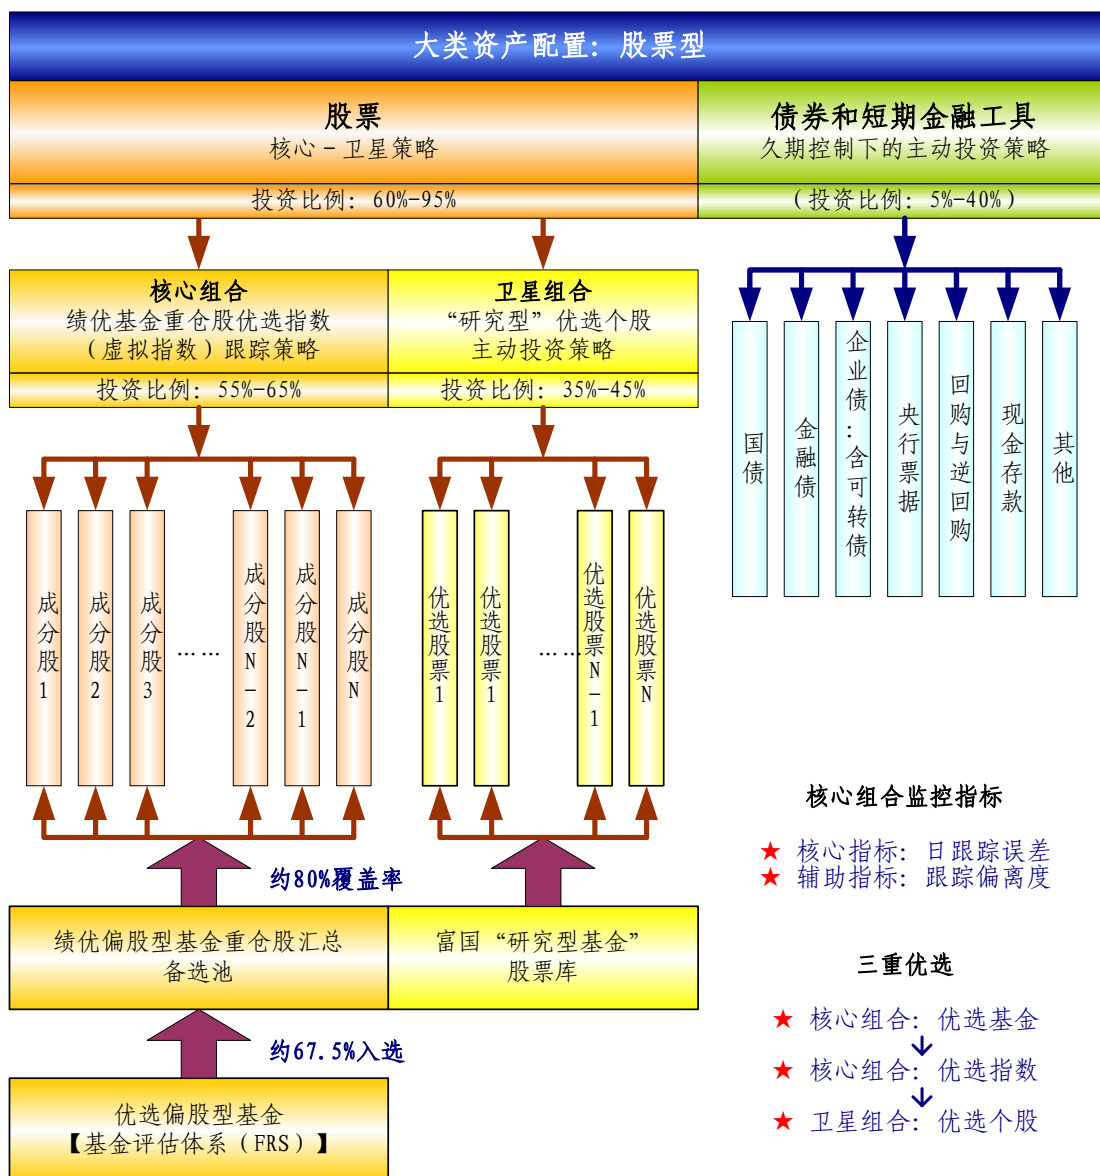 大类资产配置：股票型
股票
核心－卫星策略
投资比例：60%-95%
债券和短期金融工具
久期控制下的主动投资策略
（投资比例：5%-40%）
核心组合
绩优基金重仓股优选指数
（虚拟指数）跟踪策略
投资比例：55%-65%
卫星组合
“研究型”优选个股
主动投资策略
投资比例：35%-45%
国债
金融债
企业债：含可转债
央行票据
回购与逆回购
现金存款
其他
成分股1
成分股2
成分股3
……
成分股N-2
成分股N-1
成分股N
优选股票1
优选股票1
……
优选股票N-1
优选股票N
约80%覆盖率
绩优偏股型基金重仓股汇总
备选池
富国“研究型基金”
股票库
约67.5%入选
优选偏股型基金
【基金评估体系（FRS）】
核心组合监控指标
★ 核心指标：日跟踪误差
★ 辅助指标：跟踪偏离度
三重优选
★ 核心组合：优选基金
★ 核心组合：优选指数
★ 卫星组合：优选个股